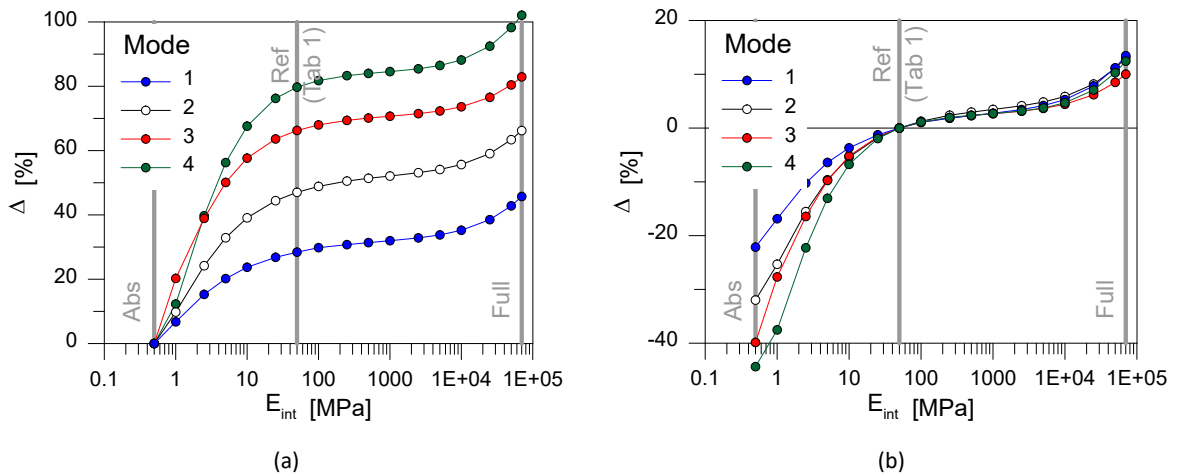 100
80
60
40
20
0
Δ [%]
Mode
1
2
3
4
Abs
Ref
(Tab 1)
Full
0.1 1 10 100 1000 1E+04 1E+05
E_int [MPa]
(a)
20
0
-20
-40
Δ [%]
Mode
1
2
3
4
Abs
Ref
(Tab 1)
Full
0.1 1 10 100 1000 1E+04 1E+05
E_int [MPa]
(b)